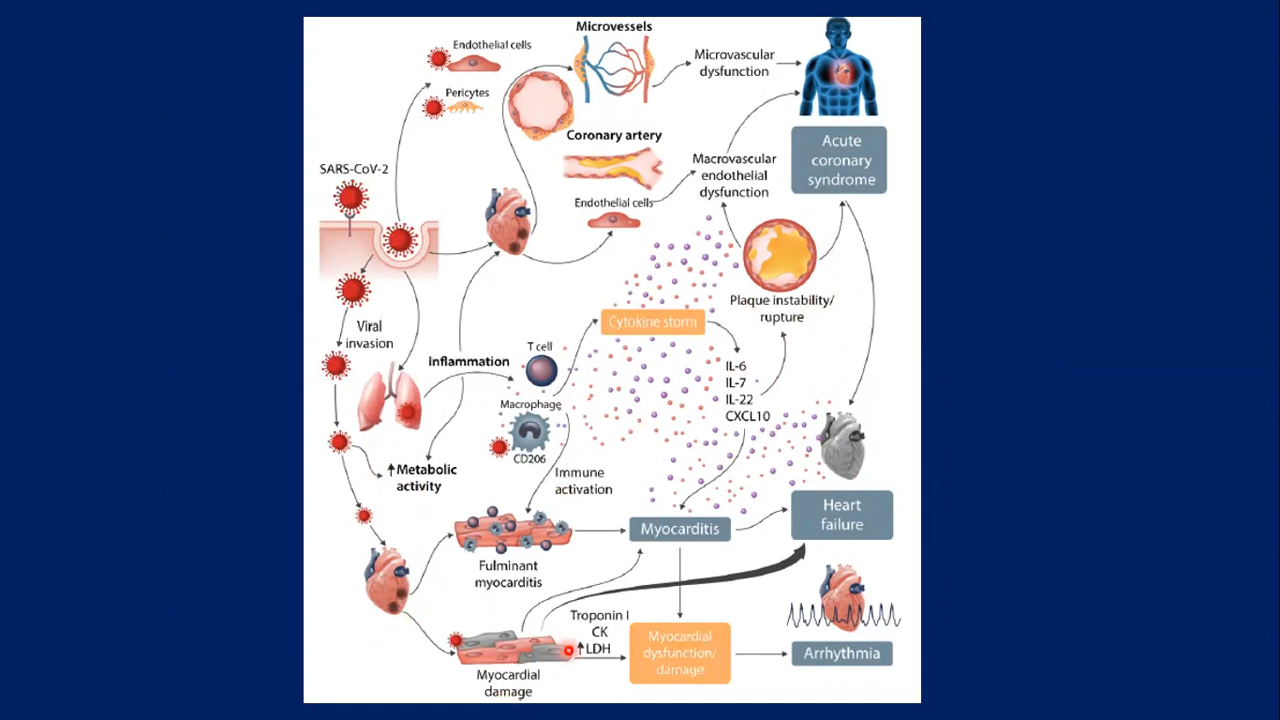 Microvessels
Endothelial cells
Pericytes
Microvascular
dysfunction
Coronary artery
Macrovascular
endothelial
dysfunction
Acute
coronary
syndrome
SARS-CoV-2
Endothelial cells
Plaque instability/
rupture
Viral
invasion
Cytokine storm
Inflammation
T cell
Macrophage
CD206
IL-6
IL-7
IL-22
CXCL10
Metabolic
activity
Immune
activation
Myocarditis
Heart
failure
Fulminant
myocarditis
Troponin I
CK
LDH
Myocardial
dysfunction/
damage
Arrhythmia
Myocardial
damage